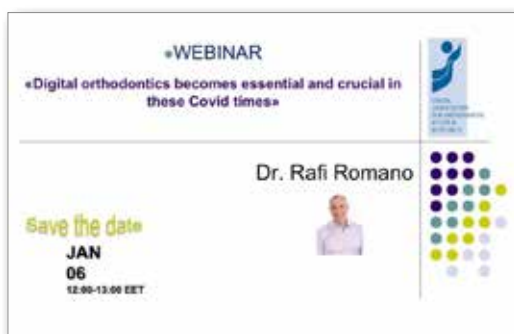 WEBINAR
«Digital orthodontics becomes essential and crucial in
these Covid times»
Dr. Rafi Romano
Save the date
JAN
06
12:00-13:00 EET